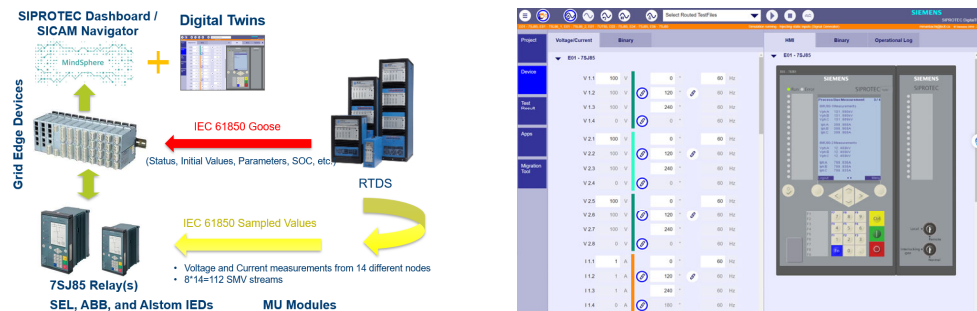 SIPROTEC Dashboard /
SICAM Navigator
Digital Twins
MindSphere
Grid Edge Devices
IEC 61850 Goose
(Status, Initial Values, Parameters, SOC, etc.)
RTDS
IEC 61850 Sampled Values
• Voltage and Current measurements from 14 different nodes
• 8*14=112 SMV streams
7SJ85 Relay(s)
SEL, ABB, and Alstom IEDs
MU Modules
Select Routed TestFiles
SIEMENS
Project
Device
Test Result
Apps
Migration Tool
Voltage/Current Binary
E01 - 7SJ85
V 1.1 100 V 0 ° 60 Hz
V 1.2 100 V 120 ° 60 Hz
V 1.3 100 V 240 ° 60 Hz
V 1.4 0 V 0 ° 60 Hz
V 2.1 100 V 0 ° 60 Hz
V 2.2 100 V 120 ° 60 Hz
V 2.3 100 V 240 ° 60 Hz
V 2.4 0 V 0 ° 60 Hz
V 2.5 100 V 0 ° 60 Hz
V 2.6 100 V 120 ° 60 Hz
V 2.7 100 V 240 ° 60 Hz
V 2.8 0 V 0 ° 60 Hz
I 1.1 1 A 0 ° 60 Hz
I 1.2 1 A 120 ° 60 Hz
I 1.3 1 A 240 ° 60 Hz
I 1.4 0 A 180 ° 60 Hz
HMI Binary Operational Log
E01 - 7SJ85
SIEMENS SIEMENS
SIPROTEC SIPROTEC